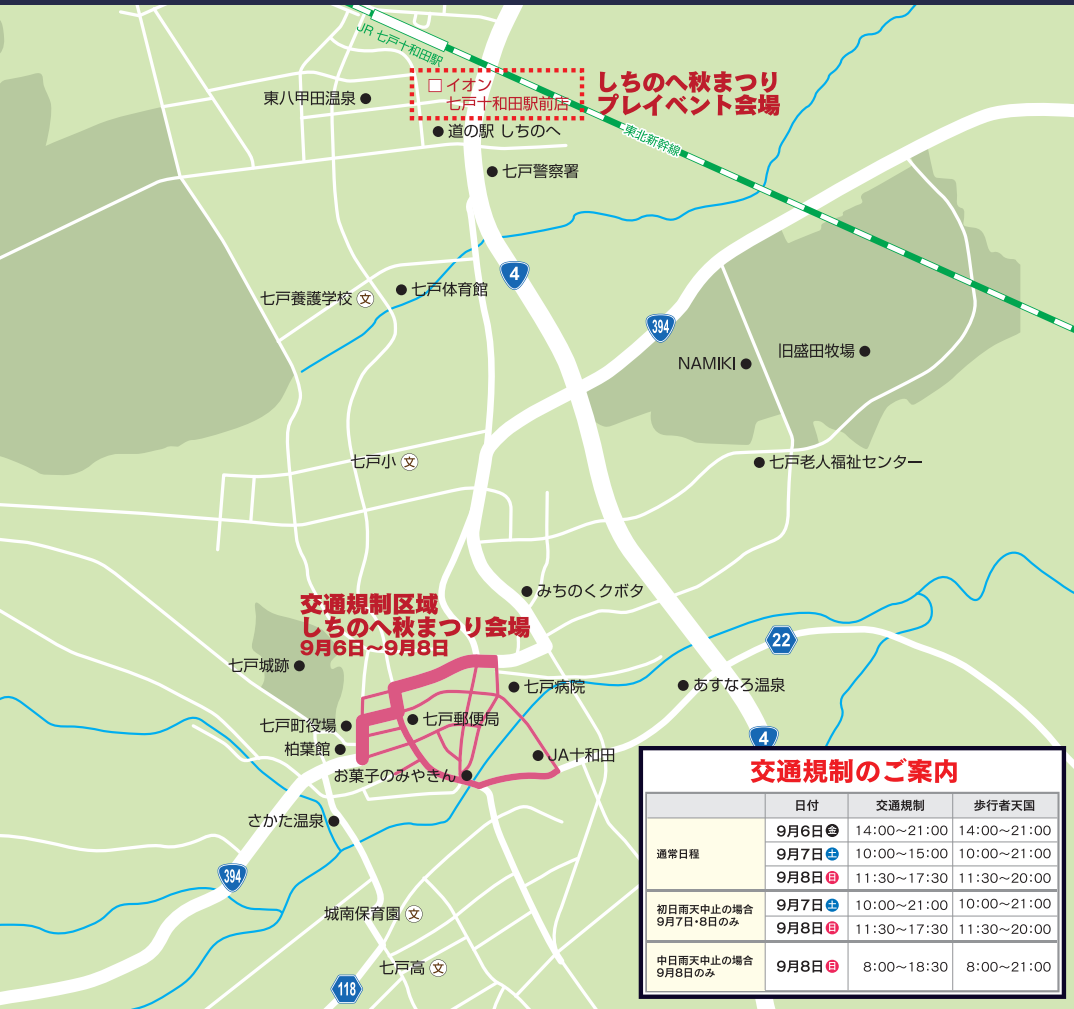 JR 七戸十和田駅
イオン
七戸十和田駅前店
しちのへ秋まつり
プレイベント会場
東八甲田温泉
道の駅 しちのへ
東北新幹線
七戸警察署
4
七戸養護学校 文
七戸体育館
394
NAMIKI
旧盛田牧場
七戸小 文
七戸老人福祉センター
みちのくクボタ
交通規制区域
しちのへ秋まつり会場
9月6日～9月8日
22
七戸城跡
七戸病院
あすなろ温泉
七戸町役場
七戸郵便局
4
柏葉館
JA十和田
お菓子のみやきん
さかた温泉
394
城南保育園 文
七戸高 文
118
交通規制のご案内
日付 交通規制 歩行者天国
通常日程
9月6日 金 14:00～21:00 14:00～21:00
9月7日 土 10:00～15:00 10:00～21:00
9月8日 日 11:30～17:30 11:30～20:00
初日雨天中止の場合
9月7日・8日のみ
9月7日 土 10:00～21:00 10:00～21:00
9月8日 日 11:30～17:30 11:30～20:00
中日雨天中止の場合
9月8日のみ
9月8日 日 8:00～18:30 8:00～21:00